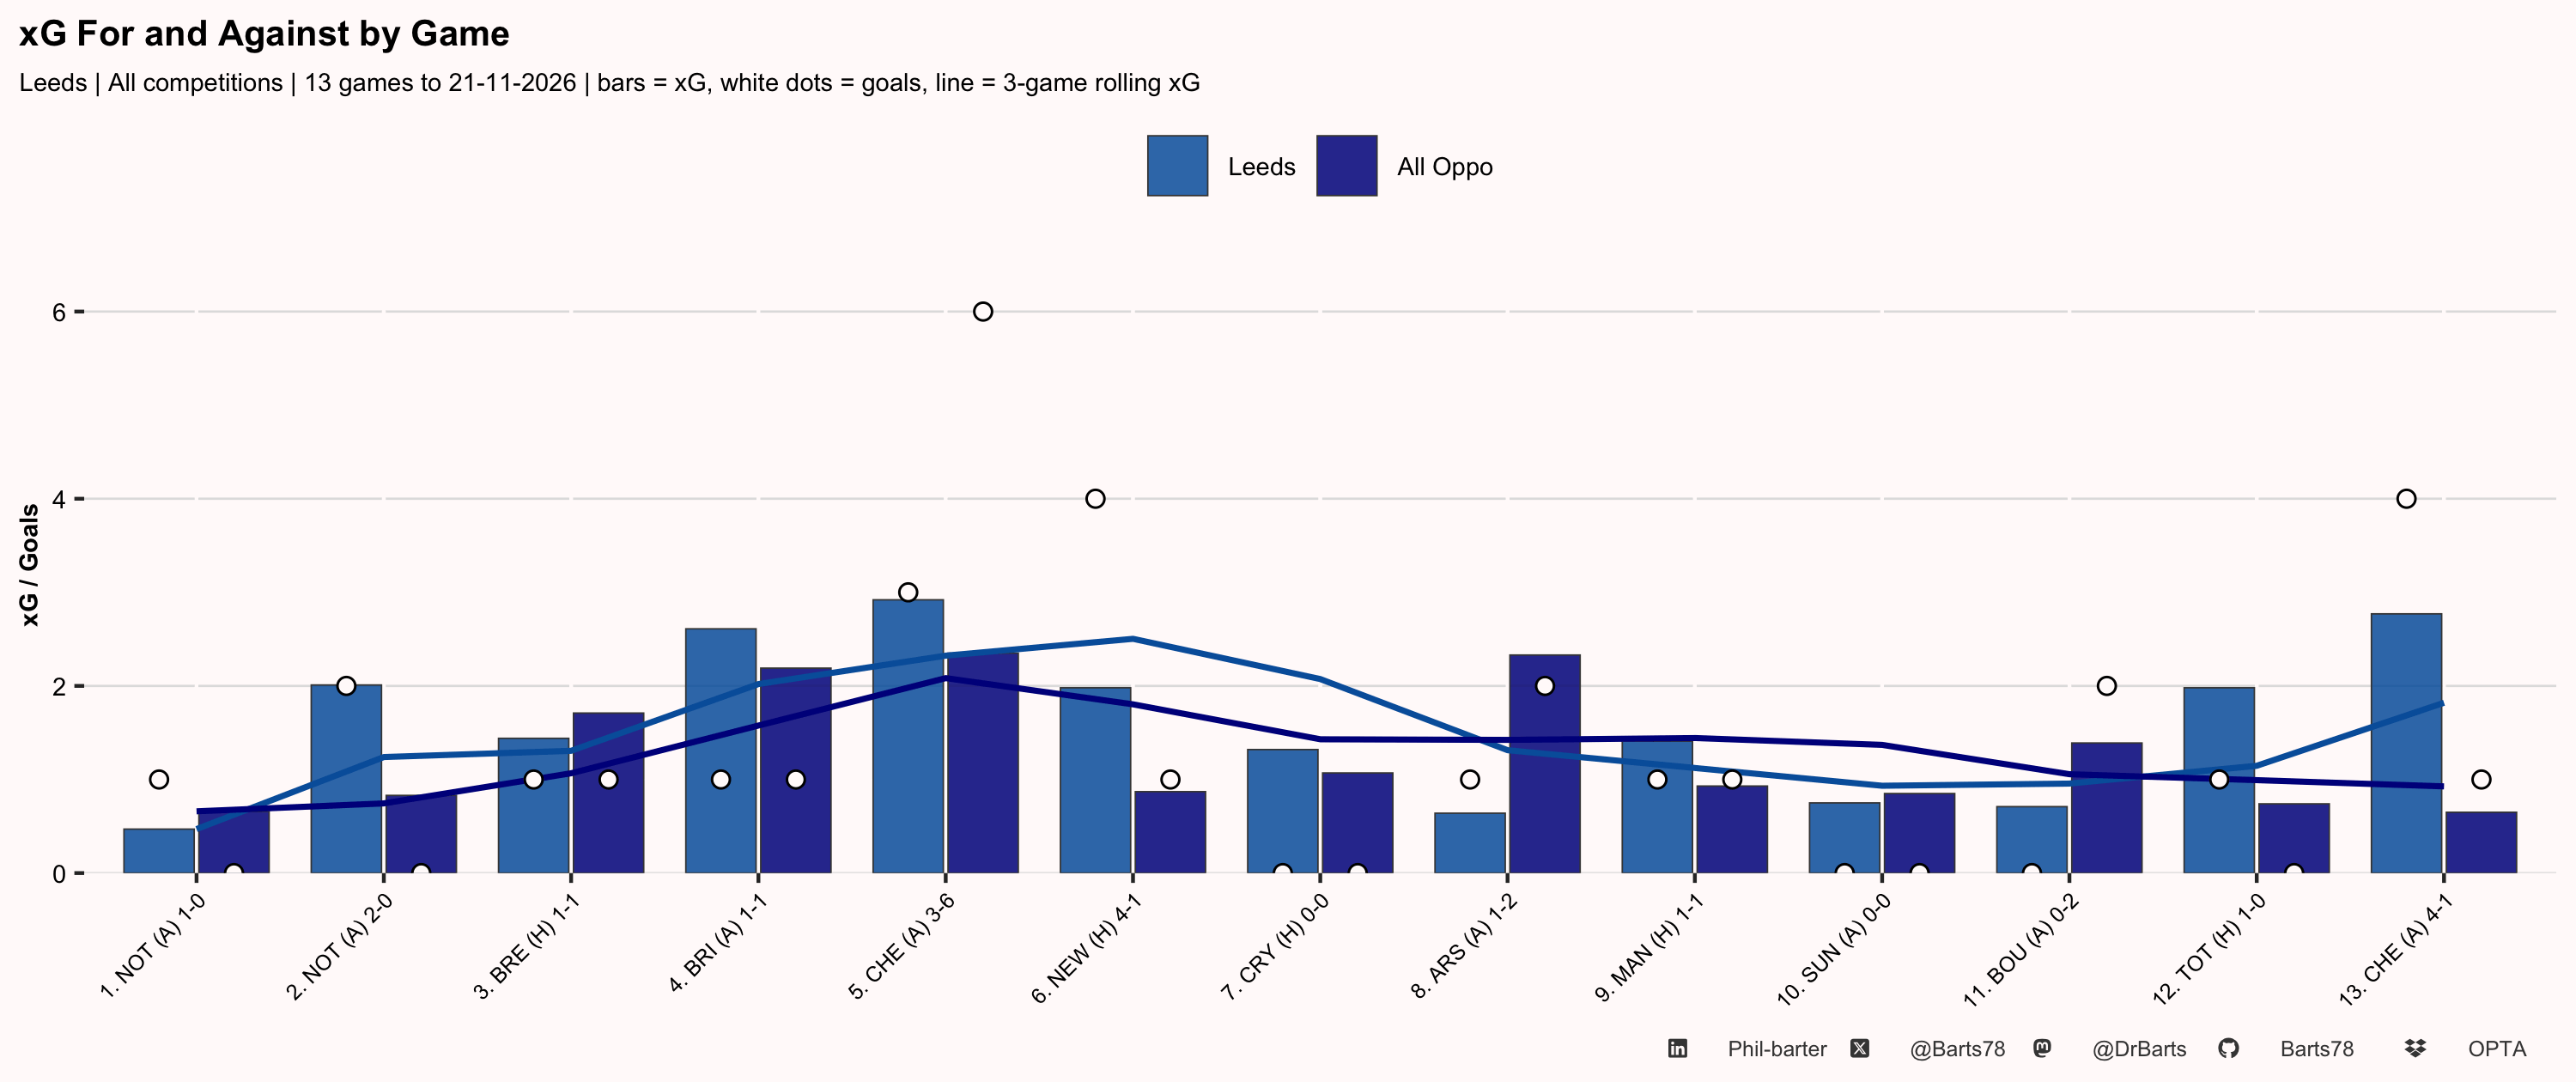 xG For and Against by Game
Leeds | All competitions | 13 games to 21-11-2026 | bars = xG, white dots = goals, line = 3-game rolling xG
Leeds All Oppo
xG / Goals
6
4
2
0
1. NOT (A) 1-0
2. NOT (A) 2-0
3. BRE (H) 1-1
4. BRI (A) 1-1
5. CHE (A) 3-6
6. NEW (H) 4-1
7. CRY (H) 0-0
8. ARS (A) 1-2
9. MAN (H) 1-1
10. SUN (A) 0-0
11. BOU (A) 0-2
12. TOT (H) 1-0
13. CHE (A) 4-1
Phil-barter @Barts78 @DrBarts Barts78 OPTA